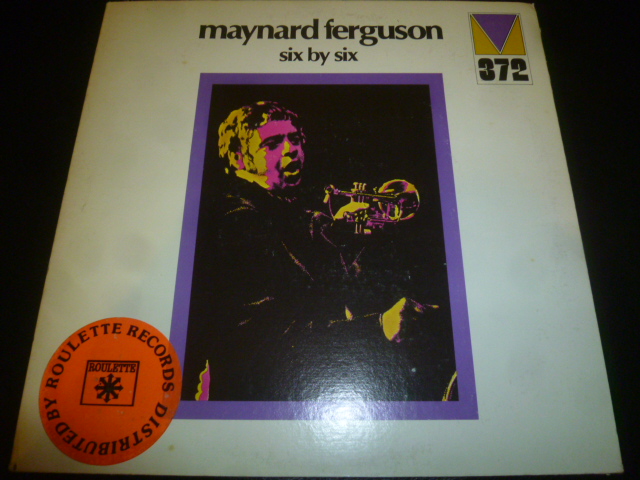 maynard ferguson
six by six
372
DISTRIBUTED BY ROULETTE RECORDS •
ROULETTE